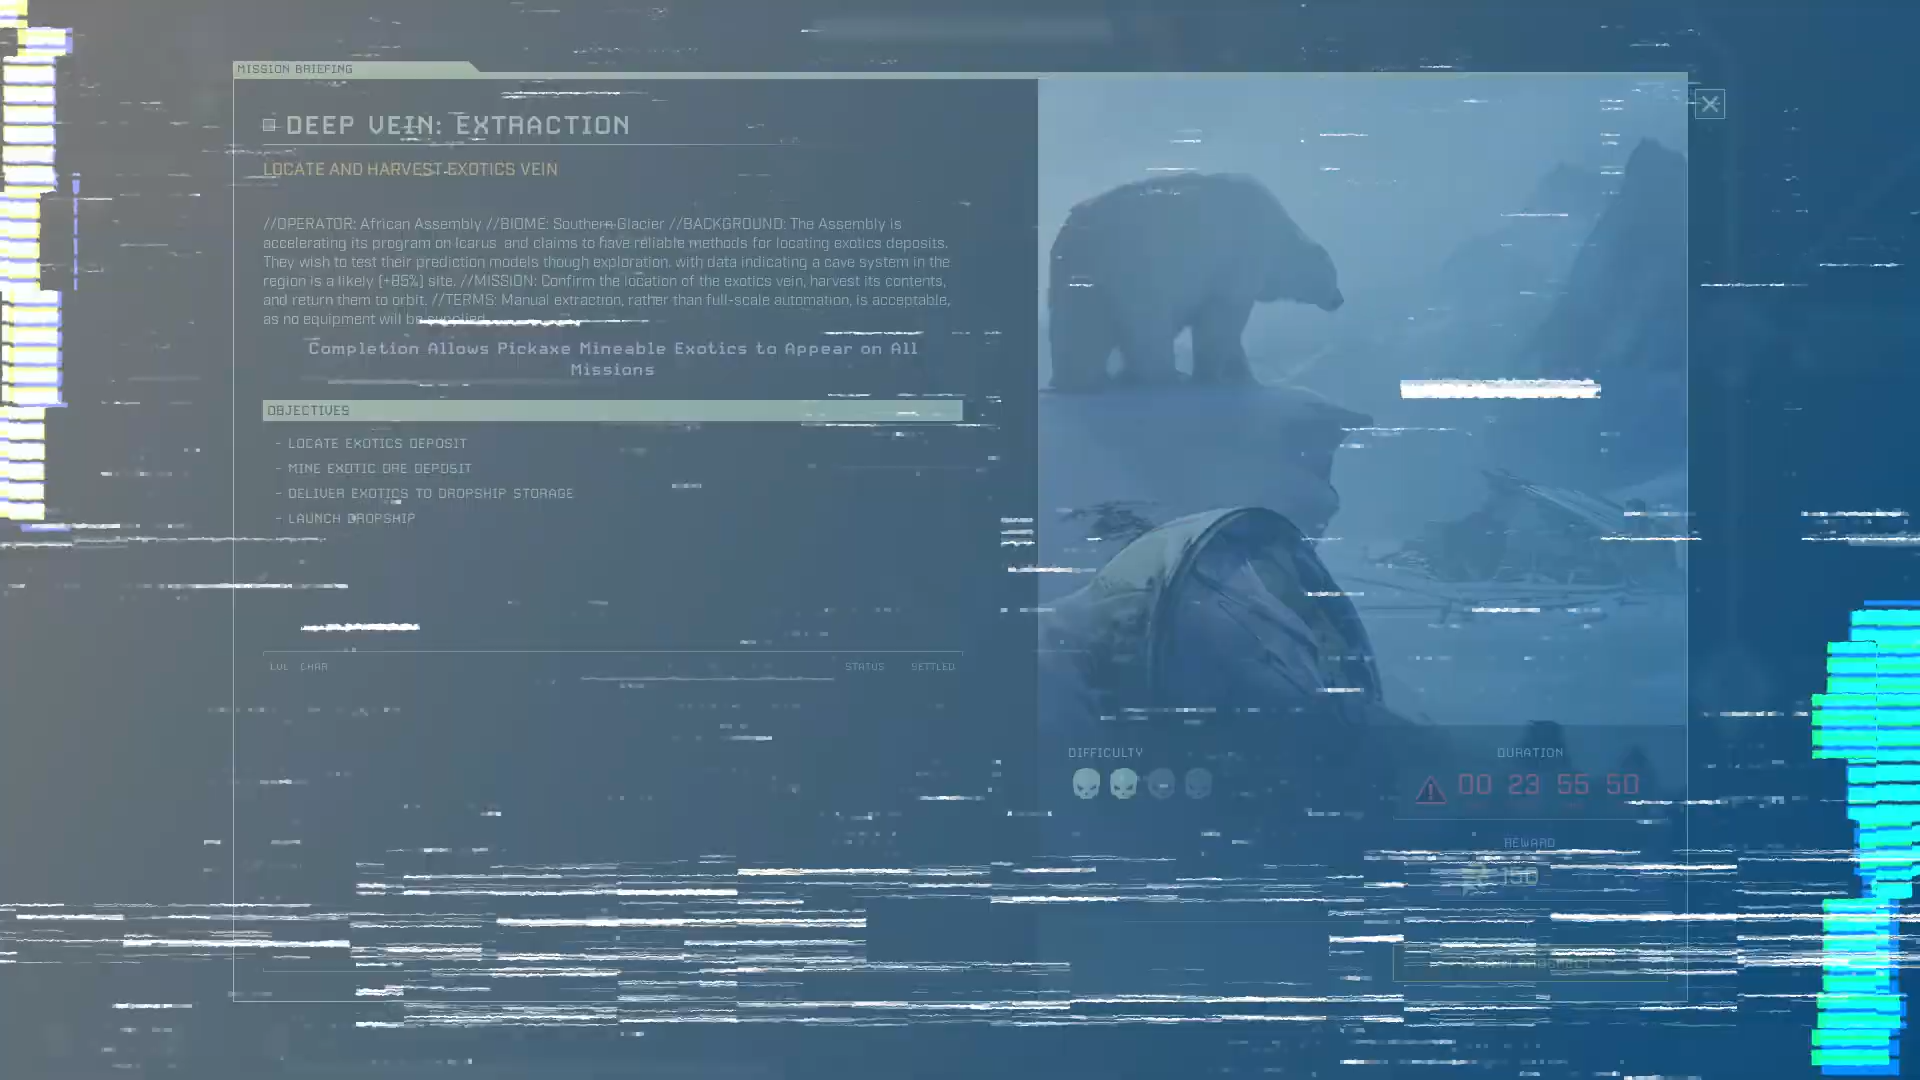 MISSION BRIEFING
DEEP VEIN: EXTRACTION
LOCATE AND HARVEST EXOTICS VEIN
//OPERATOR: African Assembly //BIOME: Southern Glacier //BACKGROUND: The Assembly is
accelerating its program on Icarus and claims to have reliable methods for locating exotics deposits.
They wish to test their prediction models though exploration, with data indicating a cave system in the
region is a likely [+85%] site. //MISSION: Confirm the location of the exotics vein, harvest its contents,
and return them to orbit. //TERMS: Manual extraction, rather than full-scale automation, is acceptable,
as no equipment will be supplied.
Completion Allows Pickaxe Mineable Exotics to Appear on All
Missions
OBJECTIVES
- LOCATE EXOTICS DEPOSIT
- MINE EXOTIC ORE DEPOSIT
- DELIVER EXOTICS TO DROPSHIP STORAGE
- LAUNCH DROPSHIP
LVL CHAR STATUS SETTLED
DIFFICULTY
DURATION
00 23 55 50
REWARD
150
PROSPECT